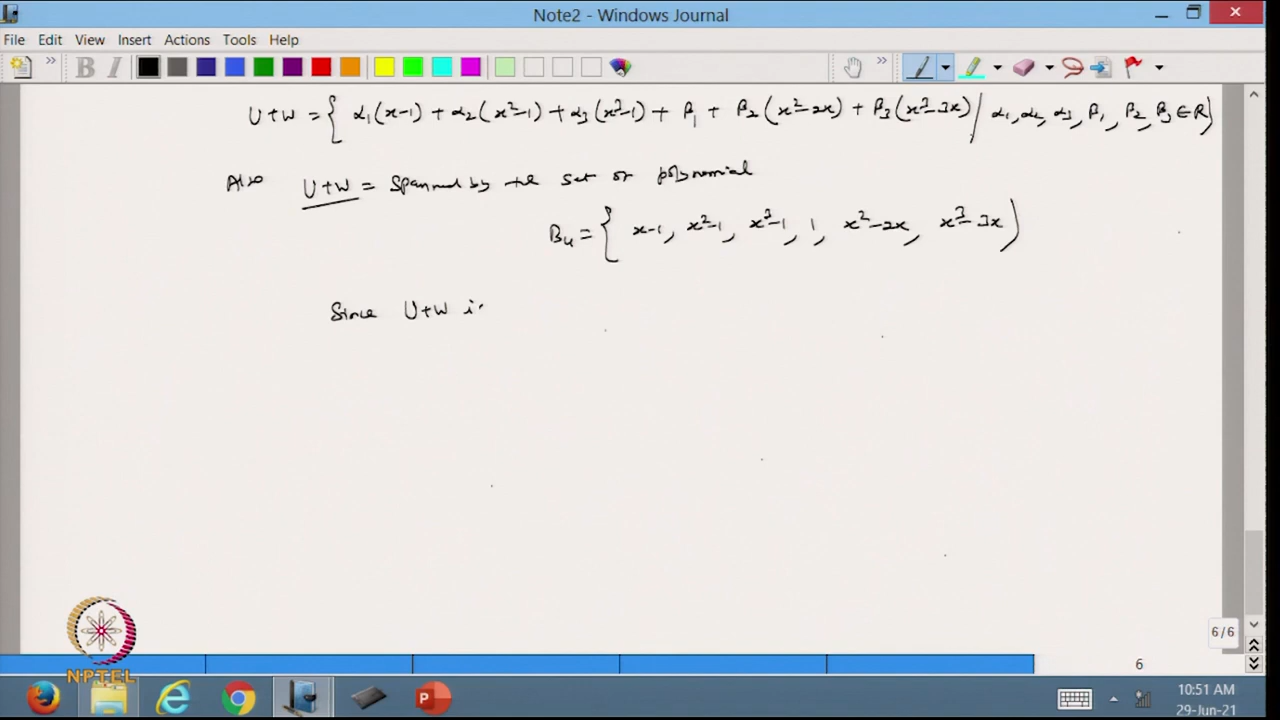 Note2 - Windows Journal
File Edit View Insert Actions Tools Help
U+W = { α₁(x-1) + α₂(x²-1) + α₃(x³-1) + β₁ + β₂(x²-2x) + β₃(x³-3x) / α₁, α₂, α₃, β₁, β₂, β₃ ∈ R}
Also U+W = Spanned by the set of polynomial
B₄ = { x-1, x²-1, x³-1, 1, x²-2x, x³-3x }
Since U+W is
6/6
6
NPTEL
10:51 AM
29-Jun-21